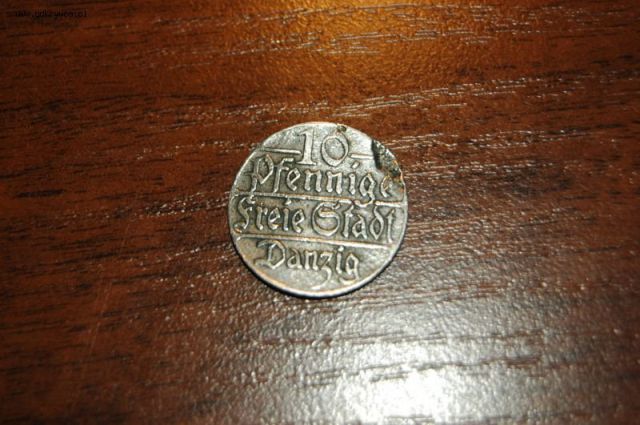 10
Pfennige
Freie Stadt
Danzig